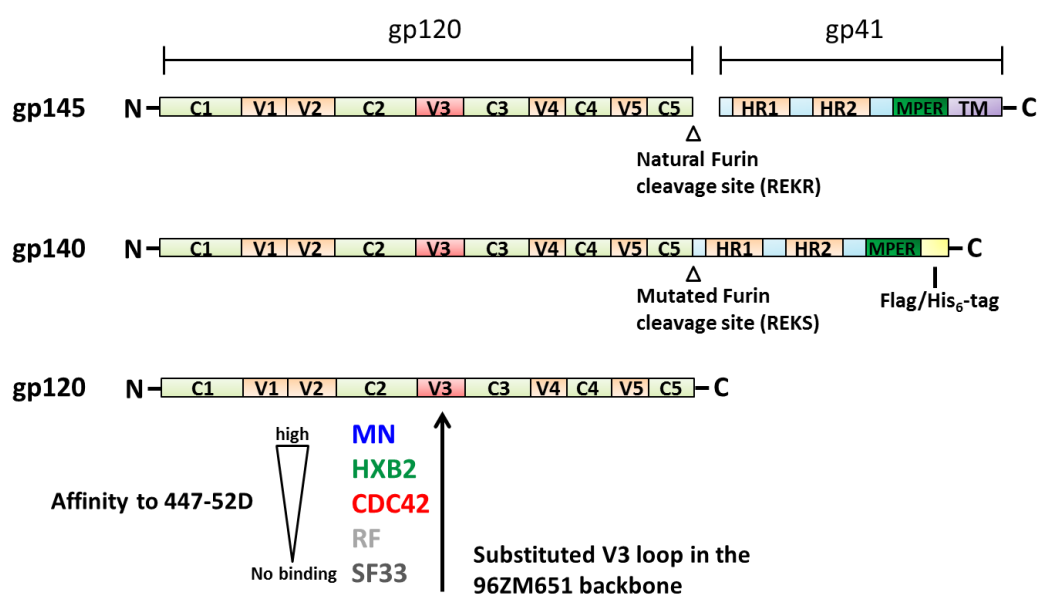 gp120 gp41
gp145 N C1 V1 V2 C2 V3 C3 V4 C4 V5 C5 HR1 HR2 MPER TM C
Natural Furin
cleavage site (REKR)
gp140 N C1 V1 V2 C2 V3 C3 V4 C4 V5 C5 HR1 HR2 MPER C
Mutated Furin
cleavage site (REKS)
Flag/His6-tag
gp120 N C1 V1 V2 C2 V3 C3 V4 C4 V5 C5 C
high
Affinity to 447-52D
No binding
MN
HXB2
CDC42
RF
SF33
Substituted V3 loop in the
96ZM651 backbone